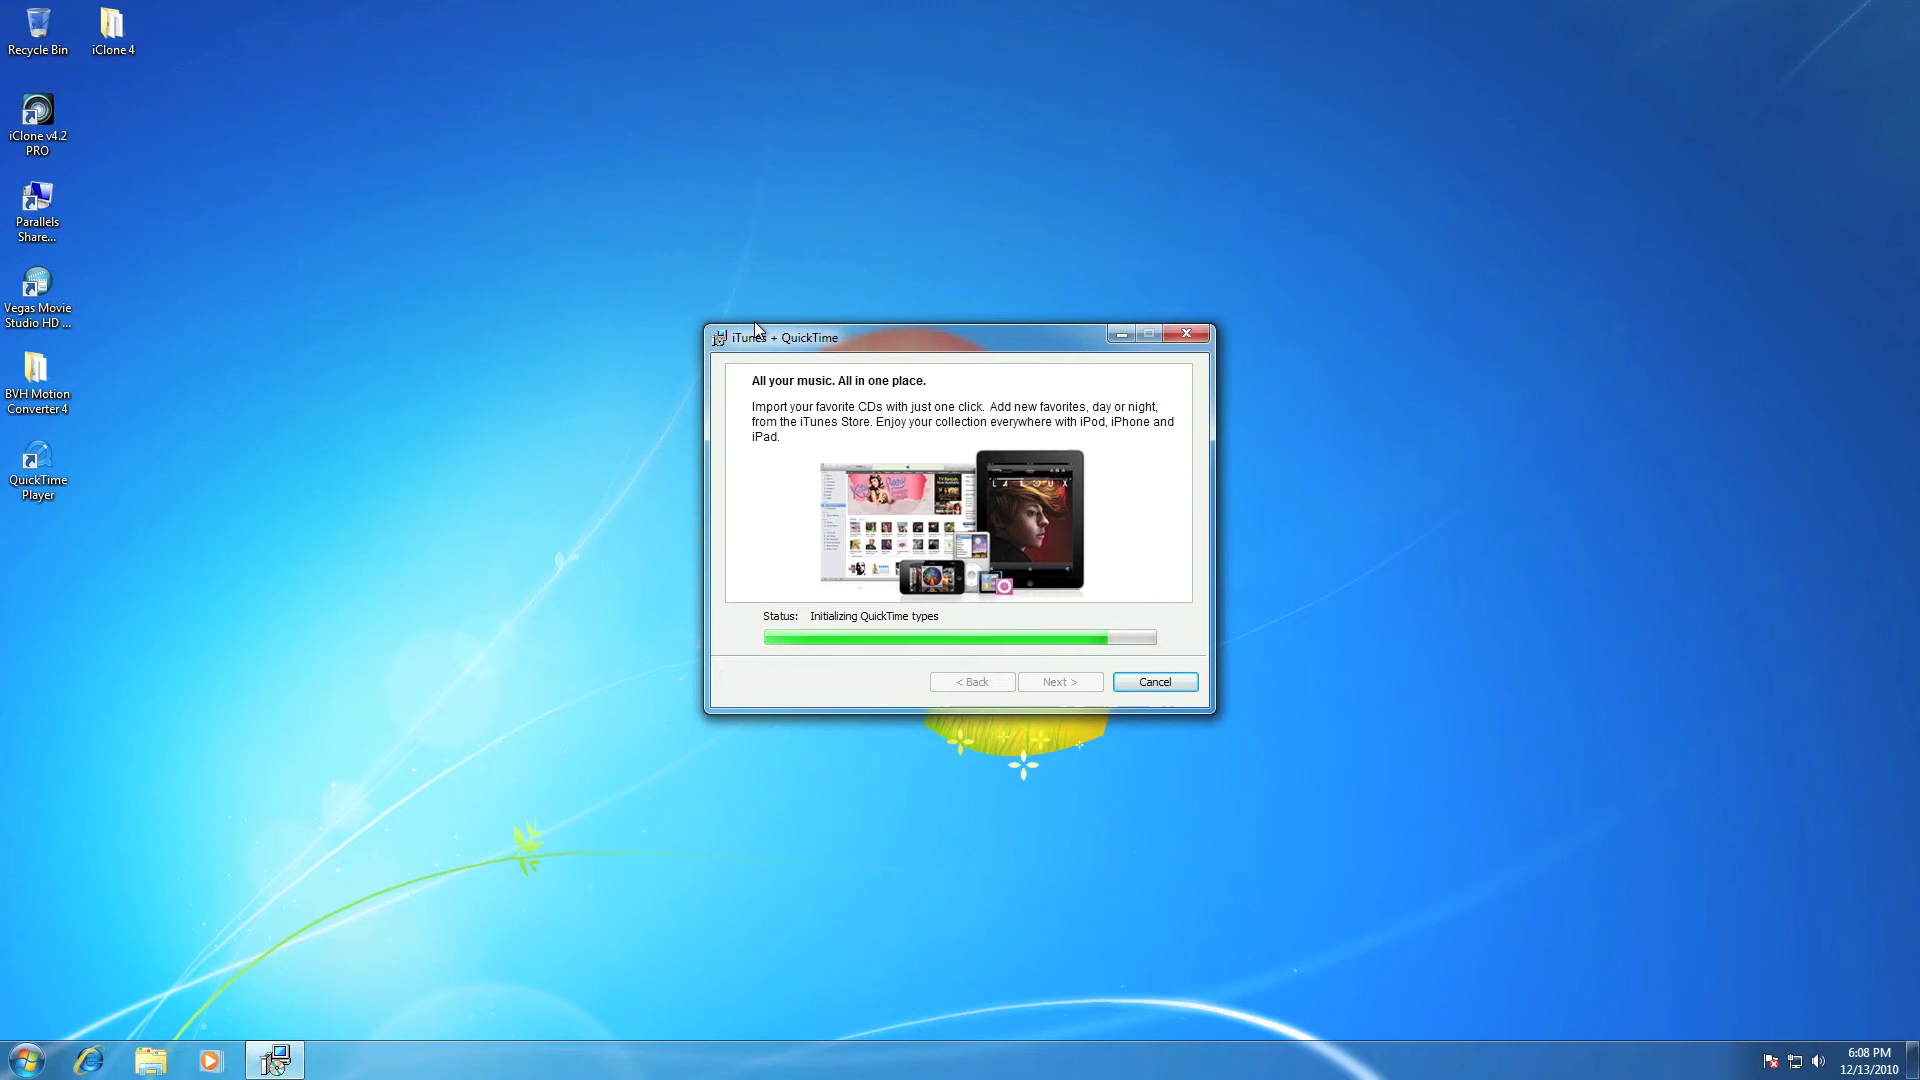 Recycle Bin
iClone 4
iClone v4.2
PRO
Parallels
Share...
Vegas Movie
Studio HD ...
BVH Motion
Converter 4
QuickTime
Player
iTunes + QuickTime
All your music. All in one place.
Import your favorite CDs with just one click. Add new favorites, day or night,
from the iTunes Store. Enjoy your collection everywhere with iPod, iPhone and
iPad.
LA ROUX
Status: Initializing QuickTime types
< Back
Next >
Cancel
6:08 PM
12/13/2010